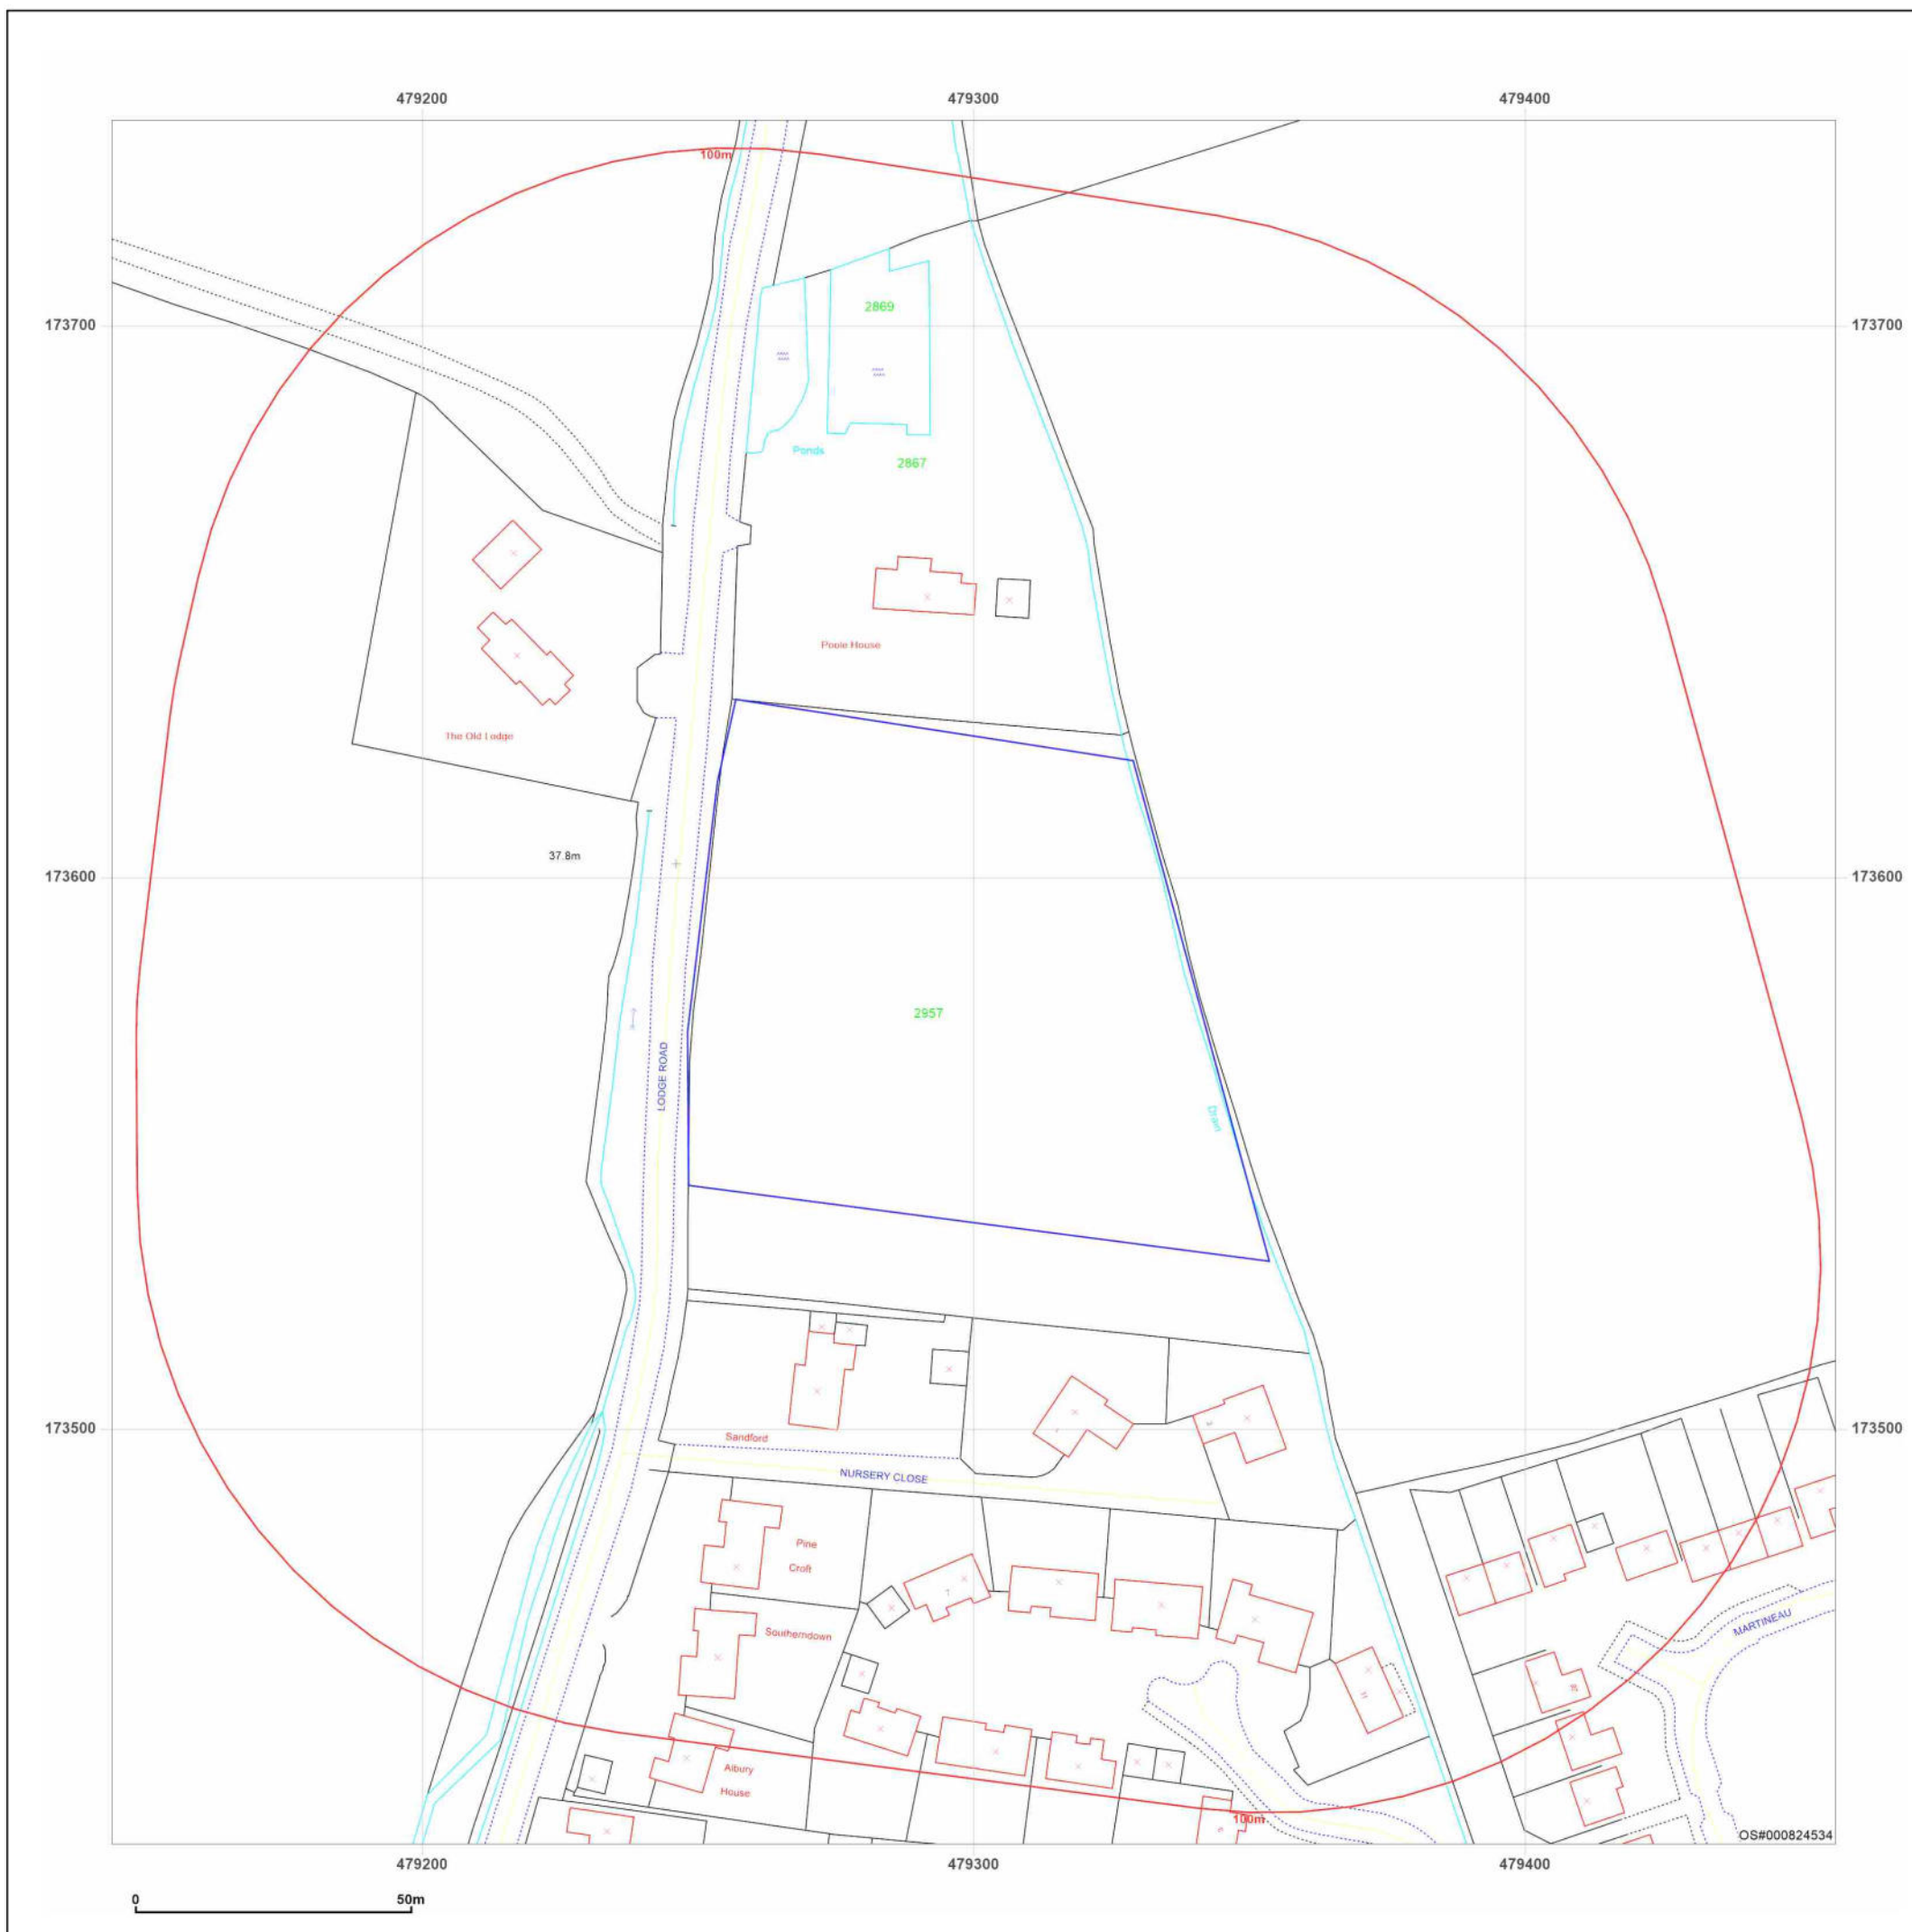 479200 479300 479400
100m
173700 173700
2869
Ponds
2867
Poole House
The Old Lodge
37.8m
173600 173600
2957
LODGE ROAD
Drain
173500 173500
Sandford
NURSERY CLOSE
Pine
Croft
7
Southerndown
MARTINEAU
11
Albury
House
100m
OS#000824534
479200 479300 479400
0 50m